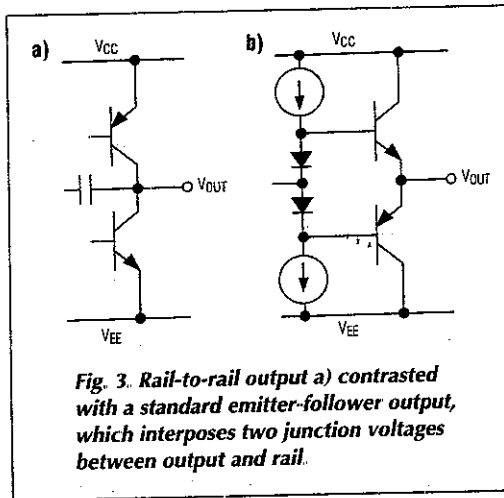 a)
VCC
VOUT
VEE
b)
VCC
VOUT
VEE
Fig. 3. Rail-to-rail output a) contrasted
with a standard emitter-follower output,
which interposes two junction voltages
between output and rail.